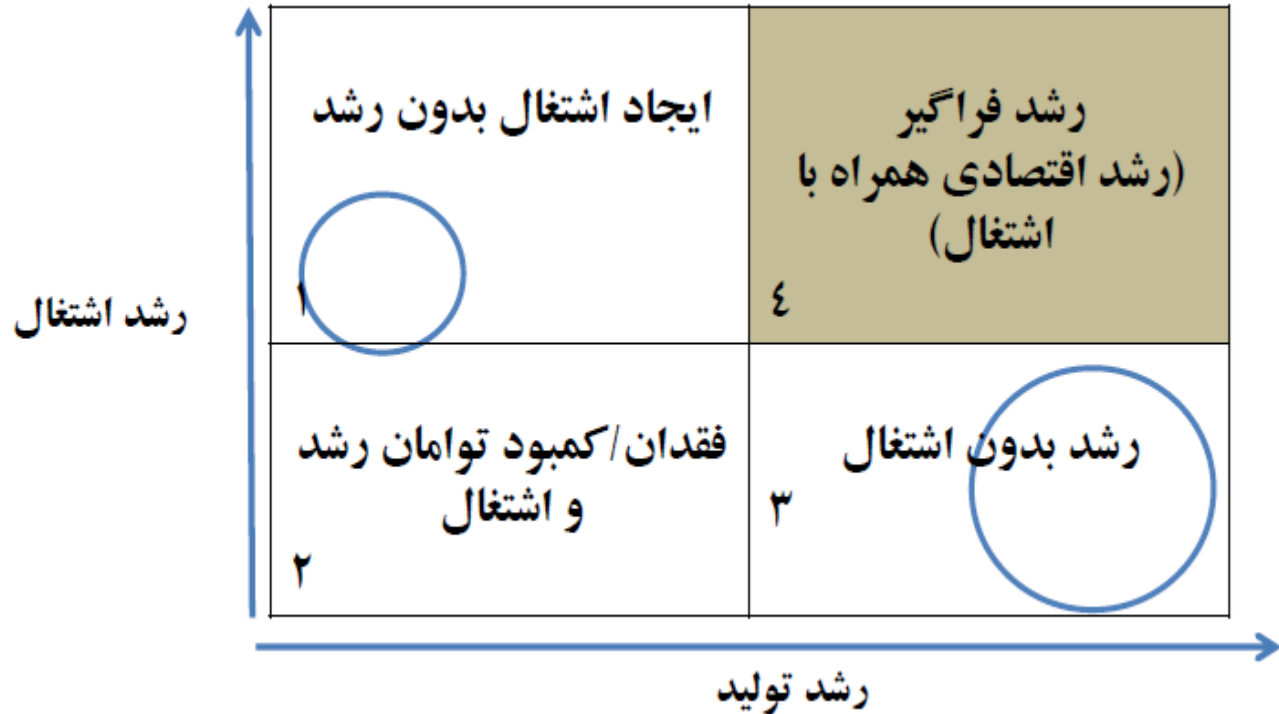 رشد فراگیر
(رشد اقتصادی همراه با
اشتغال)
٤
ایجاد اشتغال بدون رشد
۱
رشد اشتغال
رشد بدون اشتغال
۳
فقدان/کمبود توامان رشد
و اشتغال
۲
رشد تولید